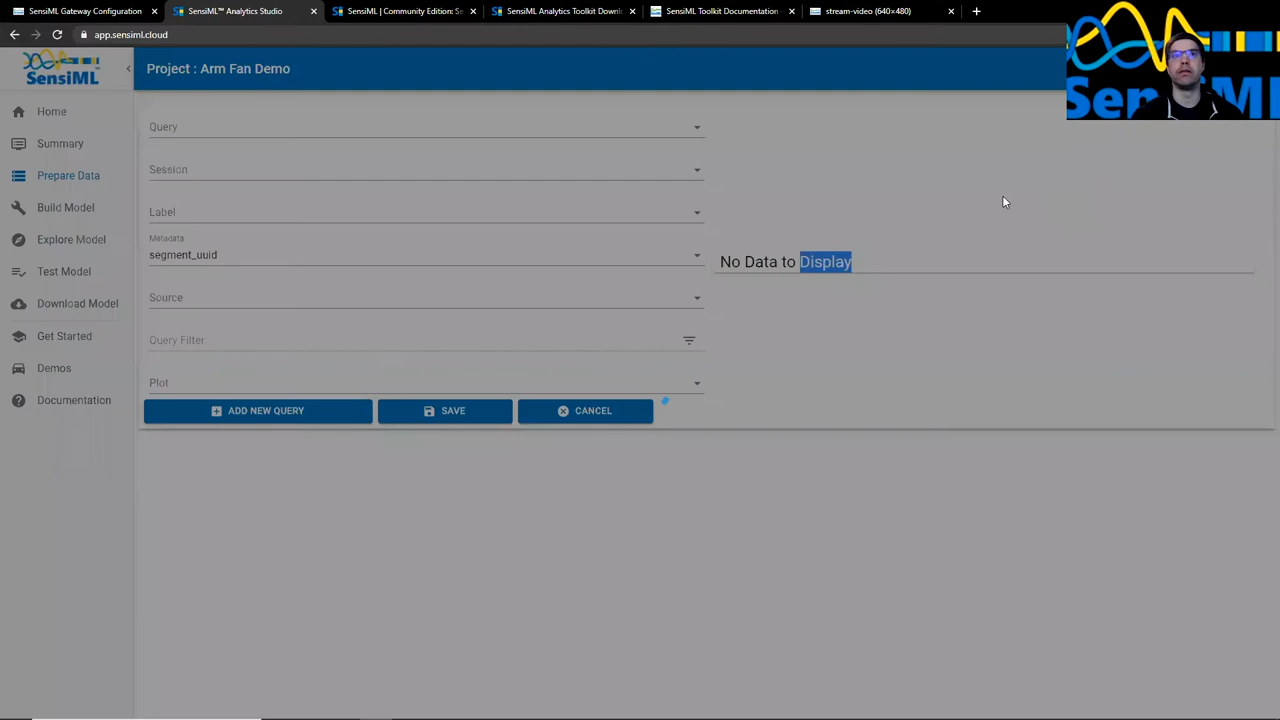 SensiML Gateway Configuration
SensiML™ Analytics Studio
SensiML | Community Edition: Se
SensiML Analytics Toolkit Downl
SensiML Toolkit Documentation
stream-video (640×480)
app.sensiml.cloud
SensiML
Project : Arm Fan Demo
Home
Summary
Prepare Data
Build Model
Explore Model
Test Model
Download Model
Get Started
Demos
Documentation
Query
Session
Label
Metadata
segment_uuid
Source
Query Filter
Plot
ADD NEW QUERY
SAVE
CANCEL
No Data to Display
SensiML